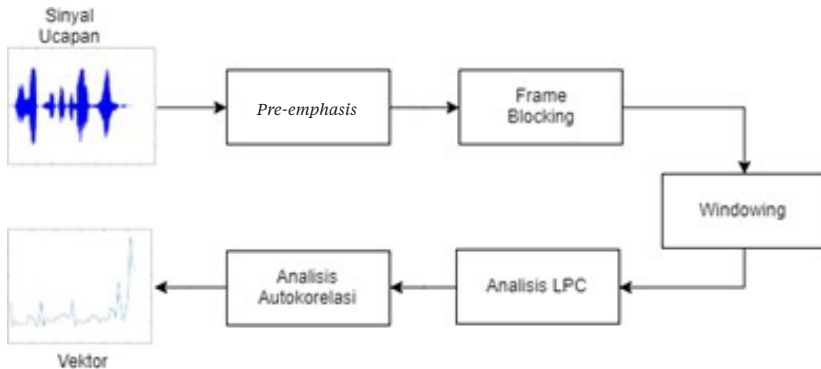 Sinyal
Ucapan
Pre-emphasis
Frame
Blocking
Windowing
Analisis LPC
Analisis
Autokorelasi
Vektor